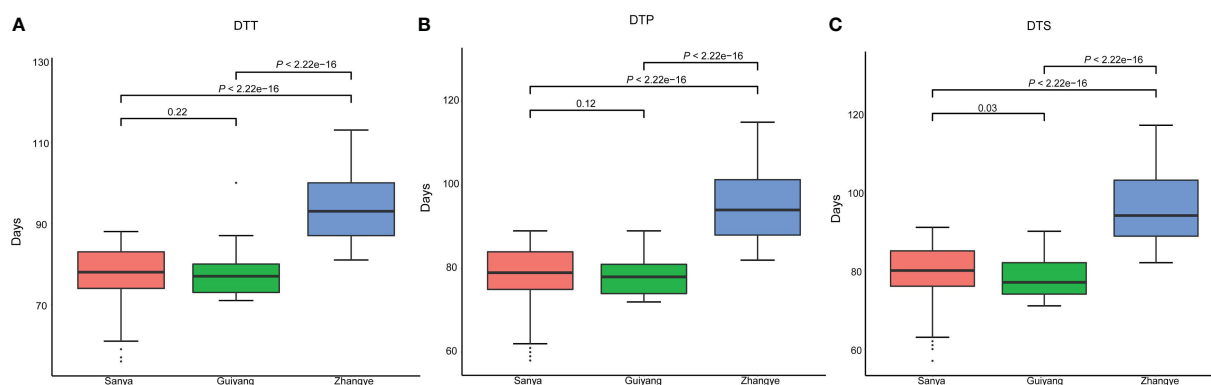 A
DTT
Days
130
110
90
70
P < 2.22e−16
P < 2.22e−16
0.22
Sanya
Guiyang
Zhangye
B
DTP
Days
120
100
80
60
P < 2.22e−16
P < 2.22e−16
0.12
Sanya
Guiyang
Zhangye
C
DTS
Days
120
100
80
60
P < 2.22e−16
P < 2.22e−16
0.03
Sanya
Guiyang
Zhangye